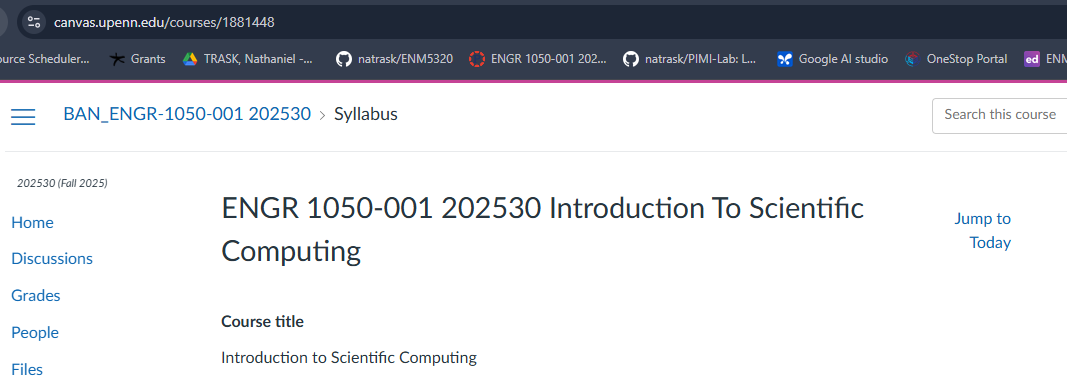 canvas.upenn.edu/courses/1881448
urce Scheduler... Grants TRASK, Nathaniel -... natrask/ENM5320 ENGR 1050-001 202... natrask/PIMI-Lab: L... Google AI studio OneStop Portal ed ENM
BAN_ENGR-1050-001 202530 > Syllabus
Search this course
202530 (Fall 2025)
Home
Discussions
Grades
People
Files
ENGR 1050-001 202530 Introduction To Scientific
Computing
Jump to
Today
Course title
Introduction to Scientific Computing